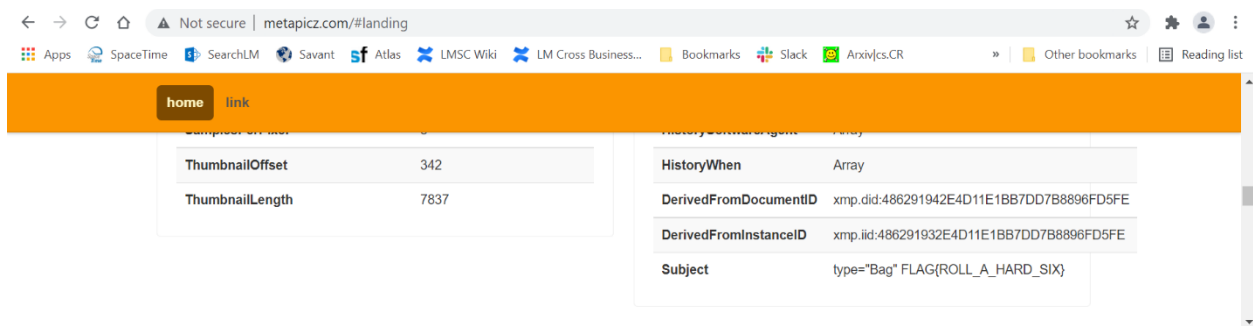 Not secure | metapicz.com/#landing
Apps SpaceTime SearchLM Savant Atlas LMSC Wiki LM Cross Business... Bookmarks Slack Arxiv|cs.CR » Other bookmarks Reading list
home link
ThumbnailOffset 342
ThumbnailLength 7837
HistoryWhen Array
DerivedFromDocumentID xmp.did:486291942E4D11E1BB7DD7B8896FD5FE
DerivedFromInstanceID xmp.iid:486291932E4D11E1BB7DD7B8896FD5FE
Subject type="Bag" FLAG{ROLL_A_HARD_SIX}